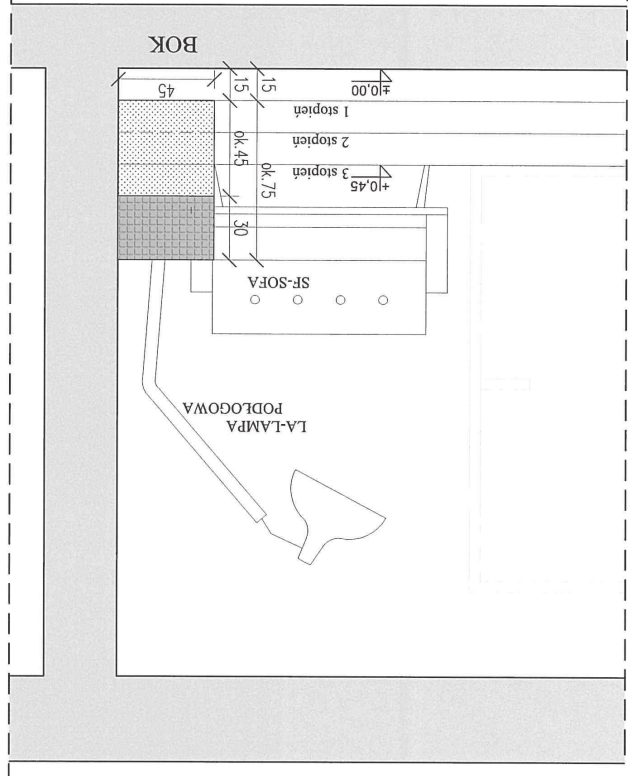 LA-LAMPA
PODŁOGOWA
SF-SOFA
30
ok.75
ok.45
+0,45
3 stopień
2 stopień
1 stopień
±0,00
15
15
45
BOK